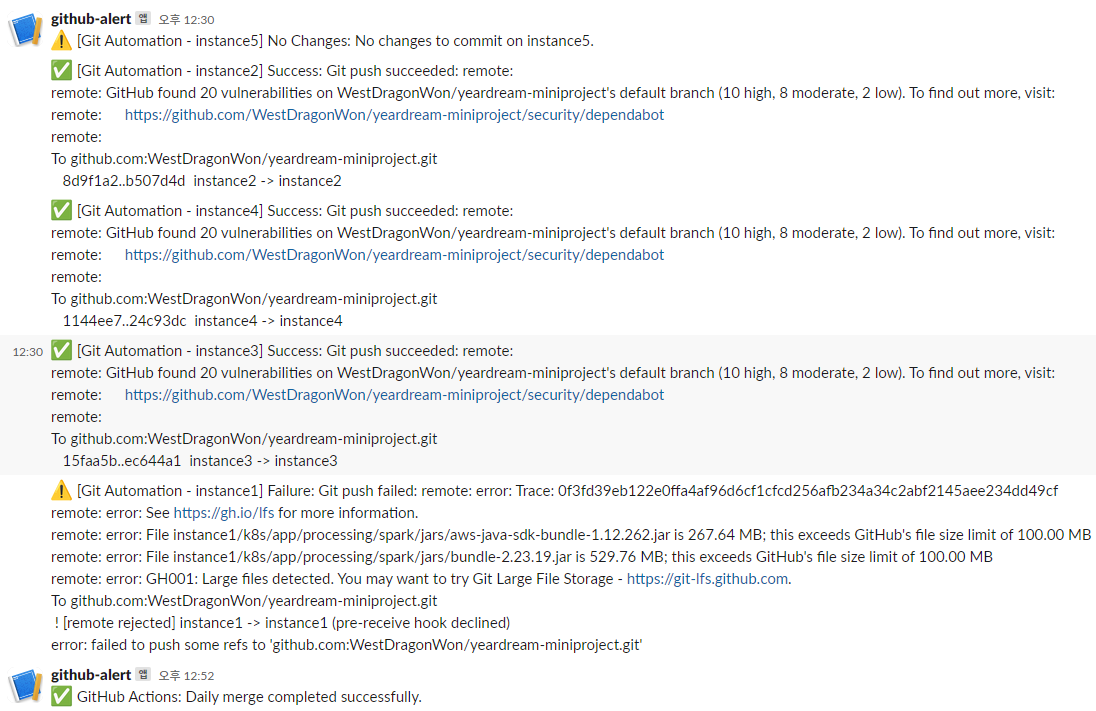 github-alert 앱 오후 12:30
[Git Automation - instance5] No Changes: No changes to commit on instance5.
[Git Automation - instance2] Success: Git push succeeded: remote:
remote: GitHub found 20 vulnerabilities on WestDragonWon/yeardream-miniproject's default branch (10 high, 8 moderate, 2 low). To find out more, visit:
remote:      https://github.com/WestDragonWon/yeardream-miniproject/security/dependabot
remote:
To github.com:WestDragonWon/yeardream-miniproject.git
   8d9f1a2..b507d4d  instance2 -> instance2
[Git Automation - instance4] Success: Git push succeeded: remote:
remote: GitHub found 20 vulnerabilities on WestDragonWon/yeardream-miniproject's default branch (10 high, 8 moderate, 2 low). To find out more, visit:
remote:      https://github.com/WestDragonWon/yeardream-miniproject/security/dependabot
remote:
To github.com:WestDragonWon/yeardream-miniproject.git
   1144ee7..24c93dc  instance4 -> instance4
12:30 [Git Automation - instance3] Success: Git push succeeded: remote:
remote: GitHub found 20 vulnerabilities on WestDragonWon/yeardream-miniproject's default branch (10 high, 8 moderate, 2 low). To find out more, visit:
remote:      https://github.com/WestDragonWon/yeardream-miniproject/security/dependabot
remote:
To github.com:WestDragonWon/yeardream-miniproject.git
   15faa5b..ec644a1  instance3 -> instance3
[Git Automation - instance1] Failure: Git push failed: remote: error: Trace: 0f3fd39eb122e0ffa4af96d6cf1cfcd256afb234a34c2abf2145aee234dd49cf
remote: error: See https://gh.io/lfs for more information.
remote: error: File instance1/k8s/app/processing/spark/jars/aws-java-sdk-bundle-1.12.262.jar is 267.64 MB; this exceeds GitHub's file size limit of 100.00 MB
remote: error: File instance1/k8s/app/processing/spark/jars/bundle-2.23.19.jar is 529.76 MB; this exceeds GitHub's file size limit of 100.00 MB
remote: error: GH001: Large files detected. You may want to try Git Large File Storage - https://git-lfs.github.com.
To github.com:WestDragonWon/yeardream-miniproject.git
 ! [remote rejected] instance1 -> instance1 (pre-receive hook declined)
error: failed to push some refs to 'github.com:WestDragonWon/yeardream-miniproject.git'
github-alert 앱 오후 12:52
GitHub Actions: Daily merge completed successfully.